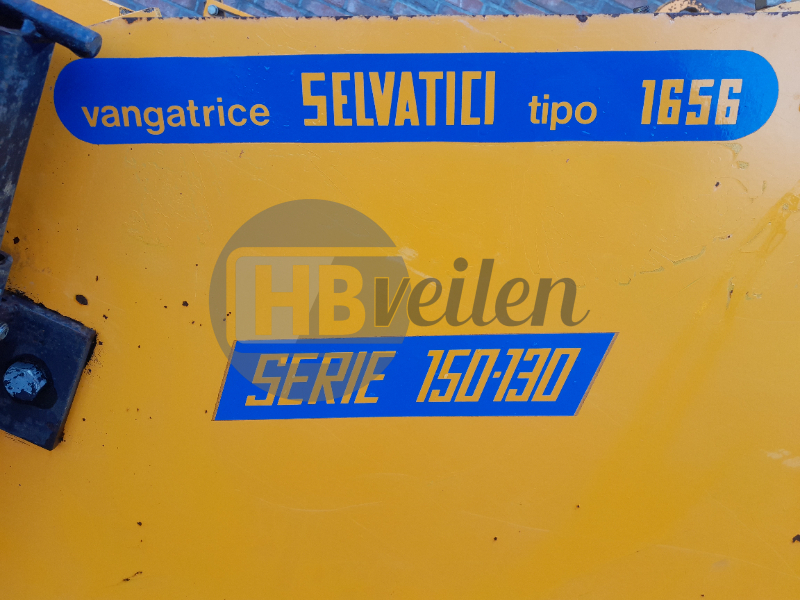 vangatrice SELVATICI tipo 1656
HBveilen
SERIE 150-130